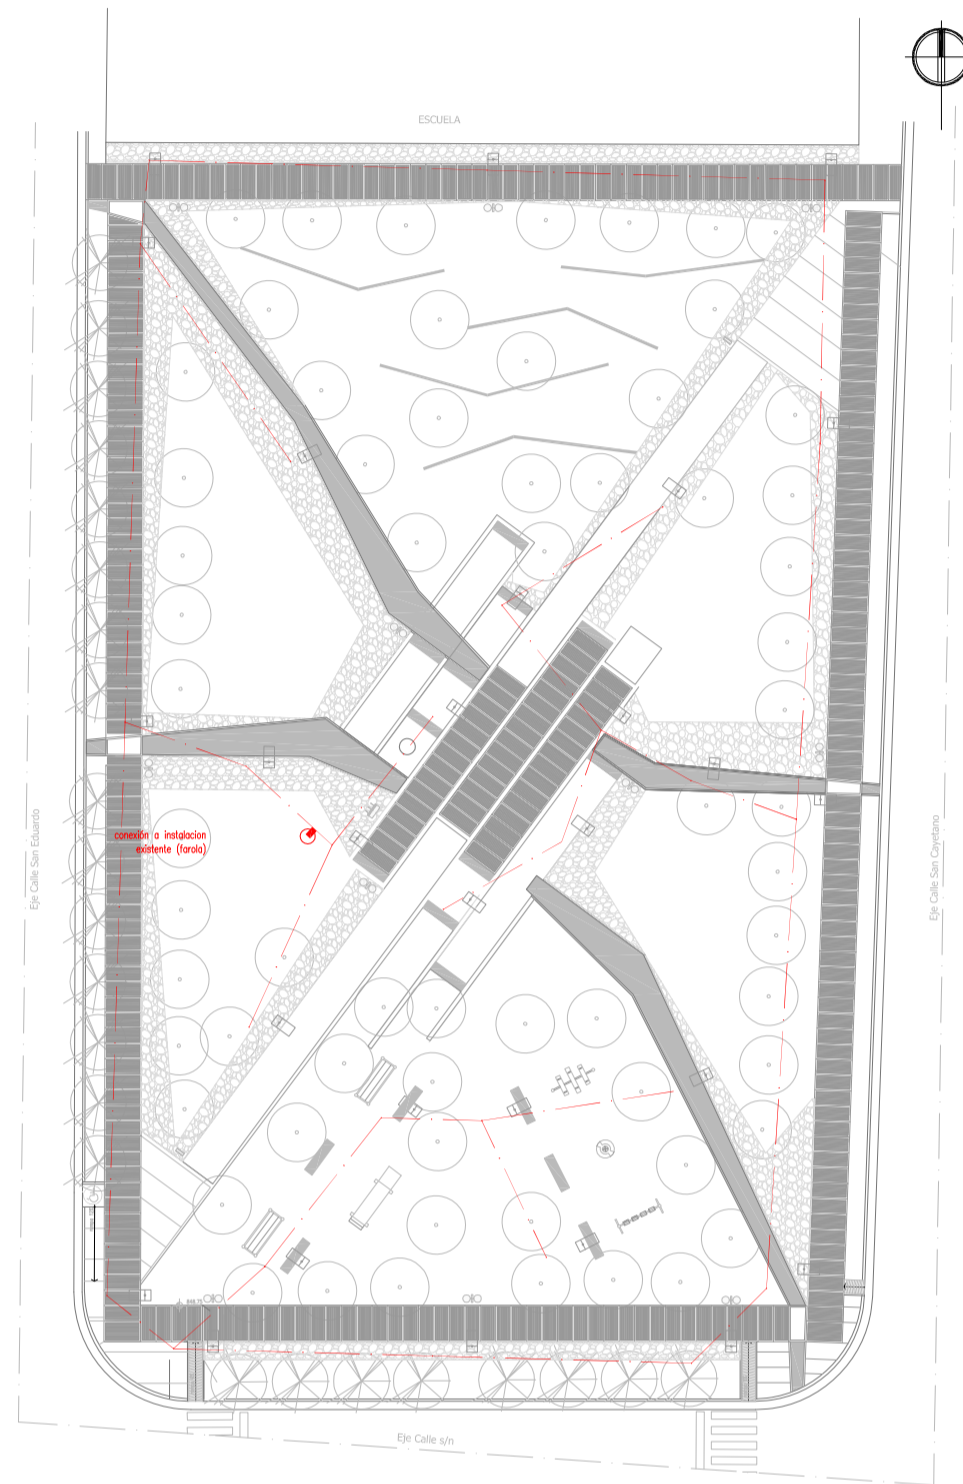 ESCUELA
Eje Calle San Eduardo
conexión a instalacion
existente (farola)
Eje Calle San Cayetano
Eje Calle s/n